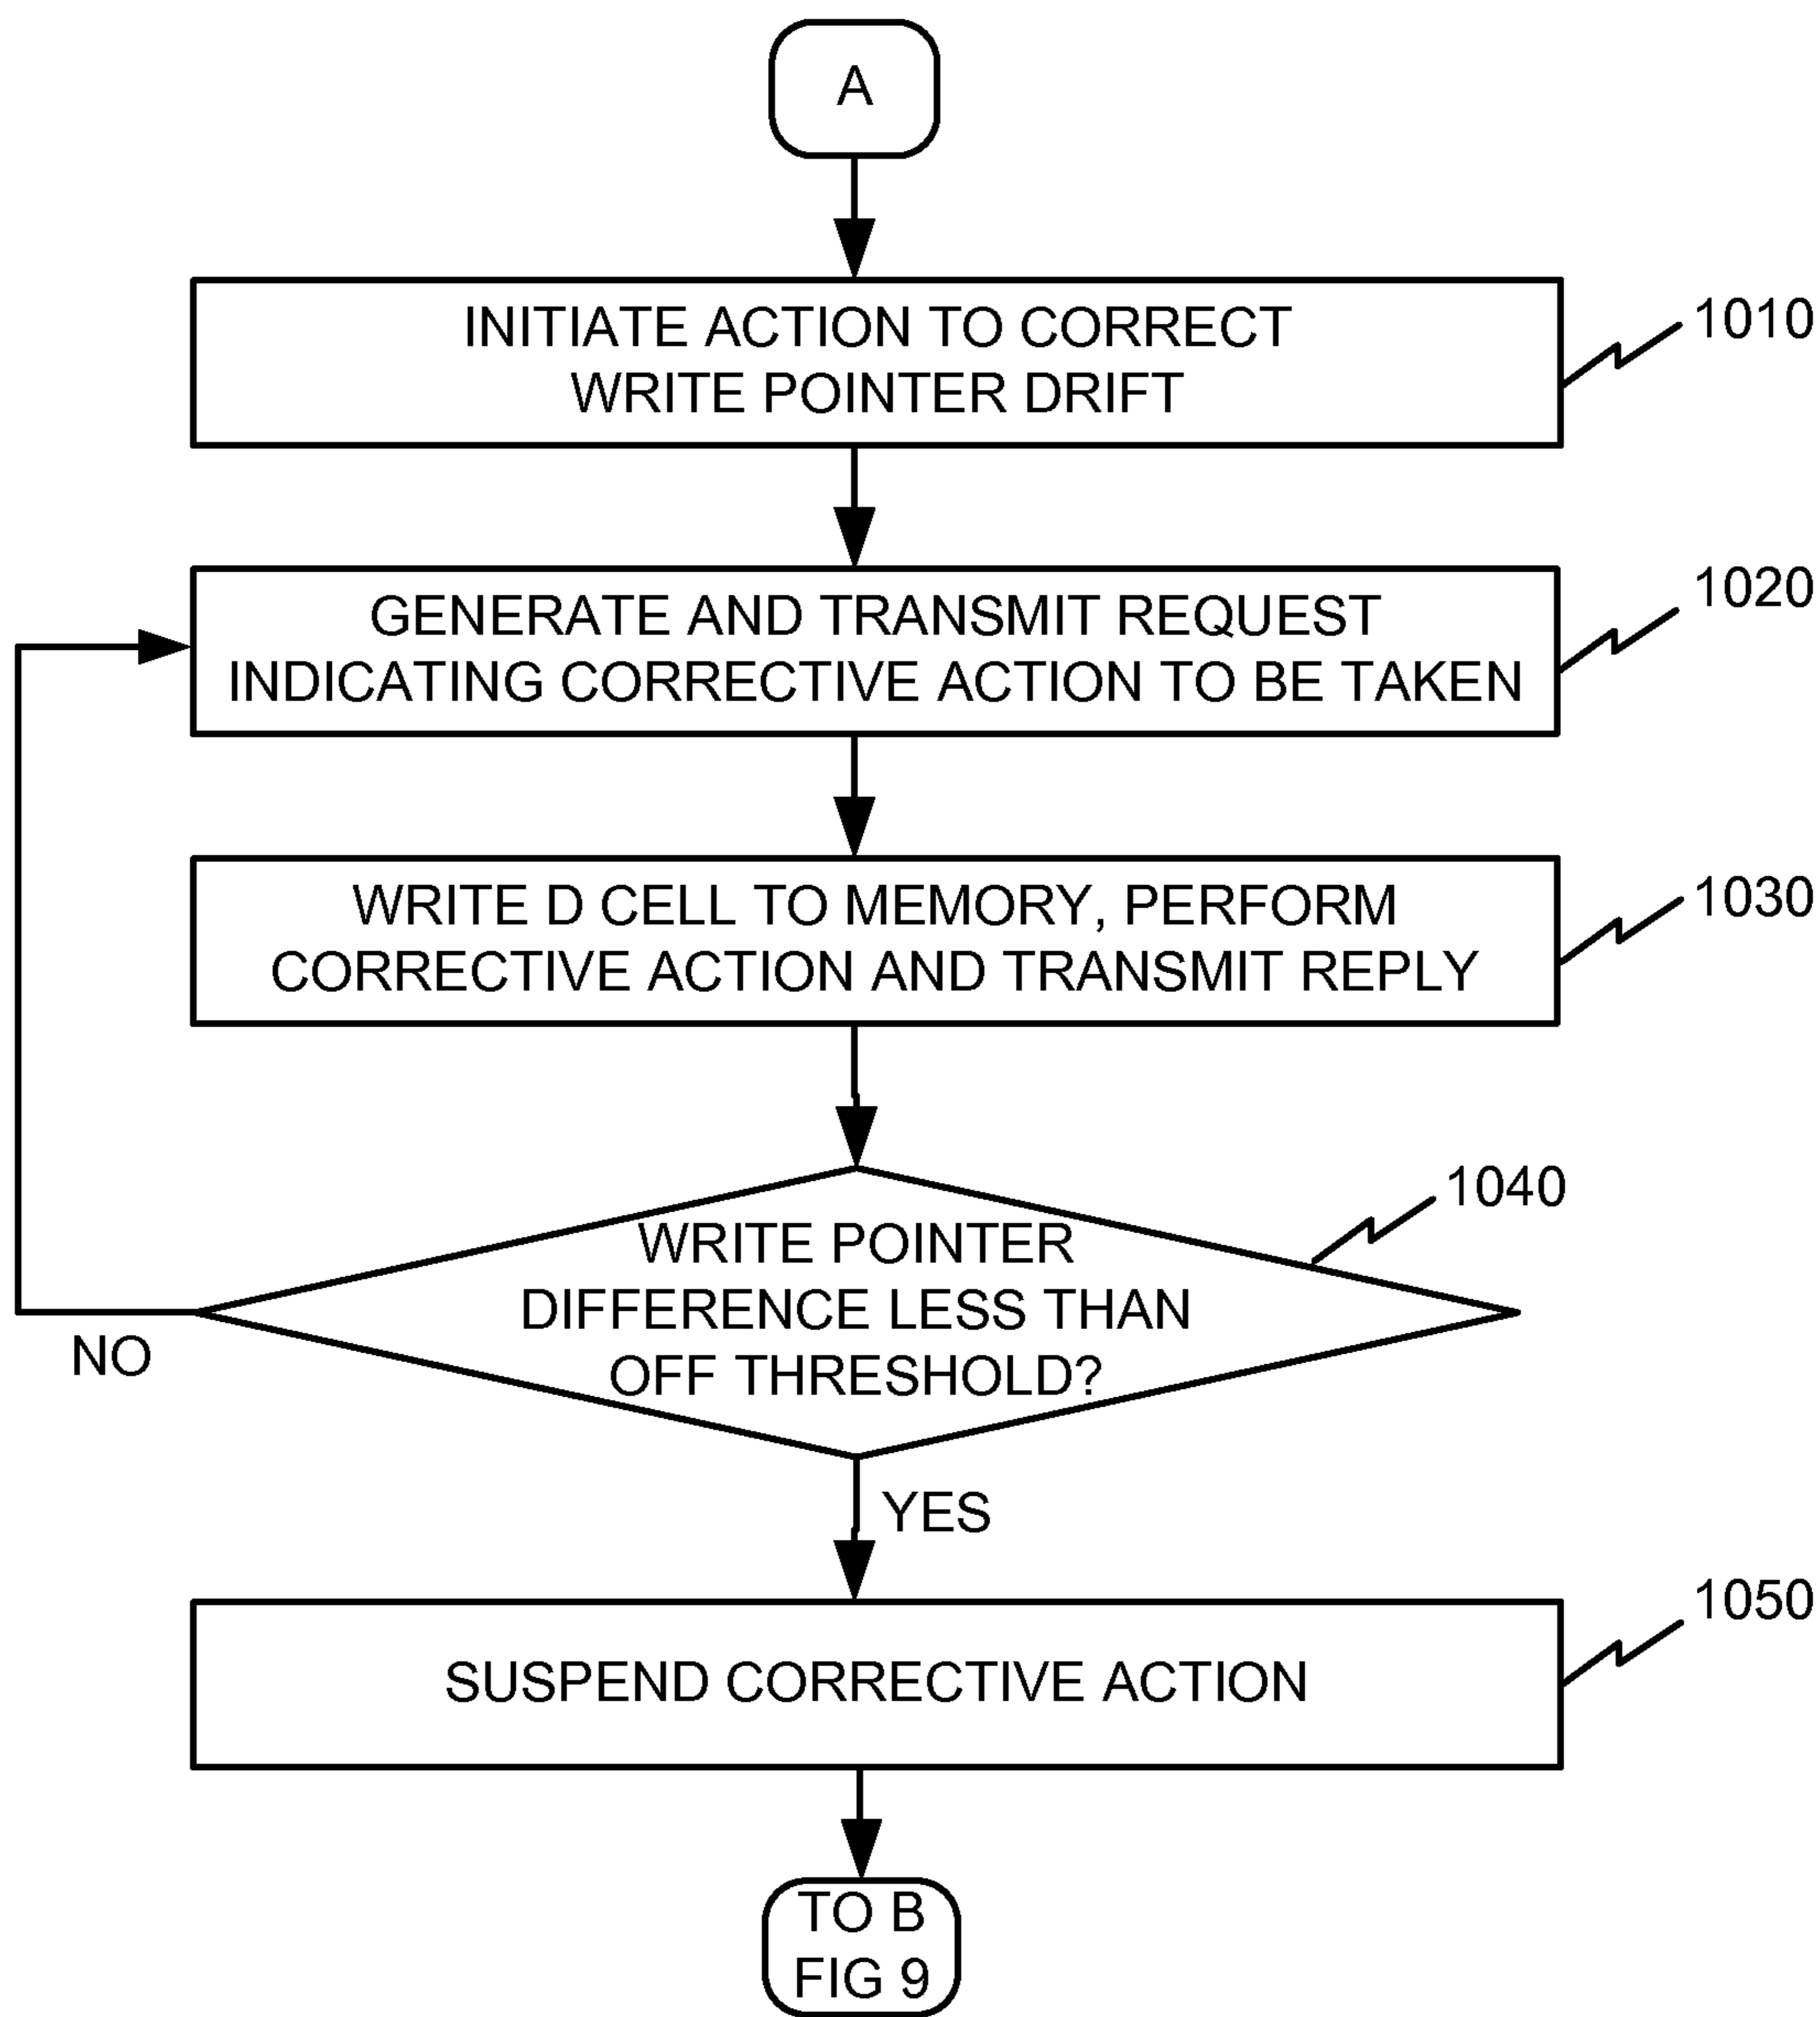 A
INITIATE ACTION TO CORRECT
WRITE POINTER DRIFT
1010
GENERATE AND TRANSMIT REQUEST
INDICATING CORRECTIVE ACTION TO BE TAKEN
1020
WRITE D CELL TO MEMORY, PERFORM
CORRECTIVE ACTION AND TRANSMIT REPLY
1030
WRITE POINTER
DIFFERENCE LESS THAN
OFF THRESHOLD?
1040
NO
YES
SUSPEND CORRECTIVE ACTION
1050
TO B
FIG 9